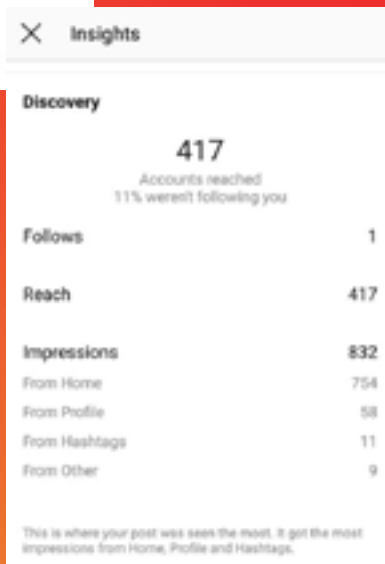 Insights
Discovery
417
Accounts reached
11% weren't following you
Follows 1
Reach 417
Impressions 832
From Home 754
From Profile 58
From Hashtags 11
From Other 9
This is where your post was seen the most. It got the most
impressions from Home, Profile and Hashtags.